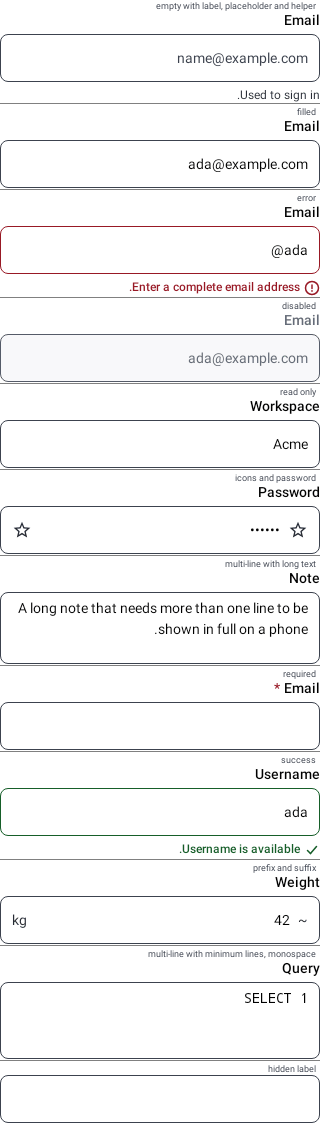 empty with label, placeholder and helper
Email
name@example.com
.Used to sign in
filled
Email
ada@example.com
error
Email
@ada
.Enter a complete email address
disabled
Email
ada@example.com
read only
Workspace
Acme
icons and password
Password
••••••
multi-line with long text
Note
A long note that needs more than one line to be
.shown in full on a phone
required
* Email
success
Username
ada
.Username is available
prefix and suffix
Weight
kg 42 ~
multi-line with minimum lines, monospace
Query
SELECT 1
hidden label